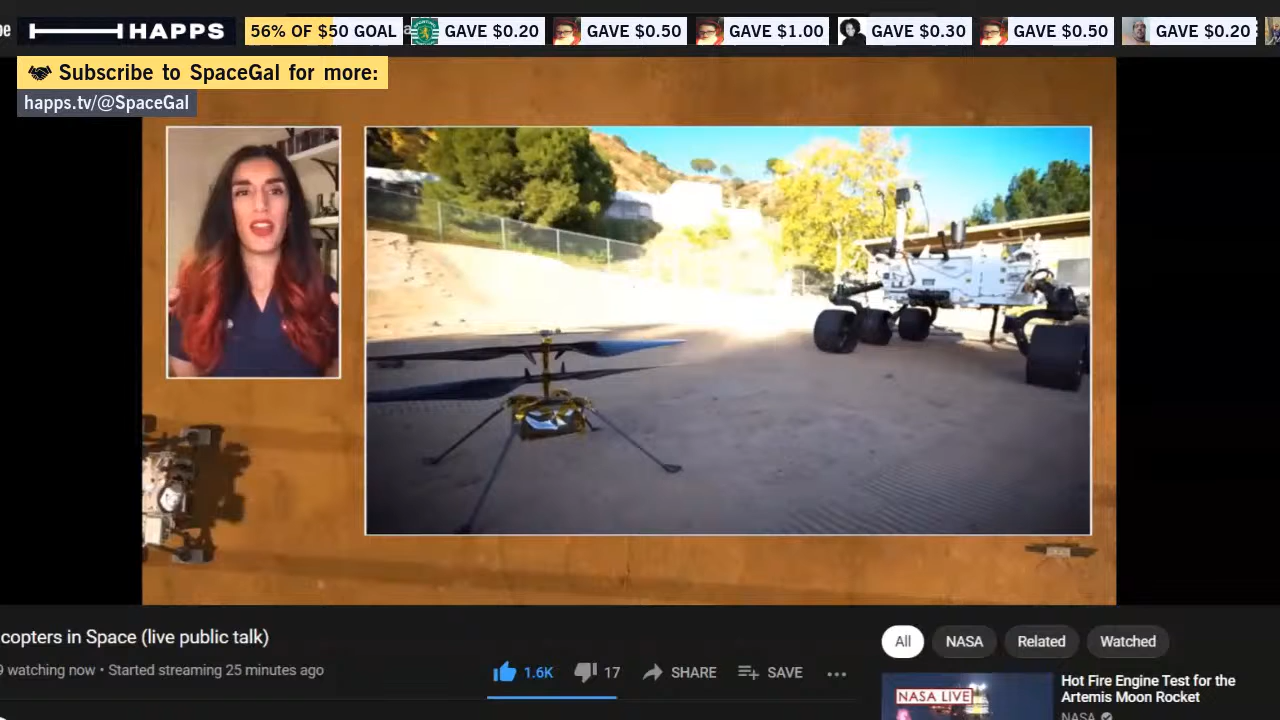 HAPPS
56% OF $50 GOAL
GAVE $0.20
GAVE $0.50
GAVE $1.00
GAVE $0.30
GAVE $0.50
GAVE $0.20
Subscribe to SpaceGal for more:
happs.tv/@SpaceGal
copters in Space (live public talk)
9 watching now • Started streaming 25 minutes ago
1.6K
17
SHARE
SAVE
All
NASA
Related
Watched
NASA LIVE
Hot Fire Engine Test for the
Artemis Moon Rocket
NASA